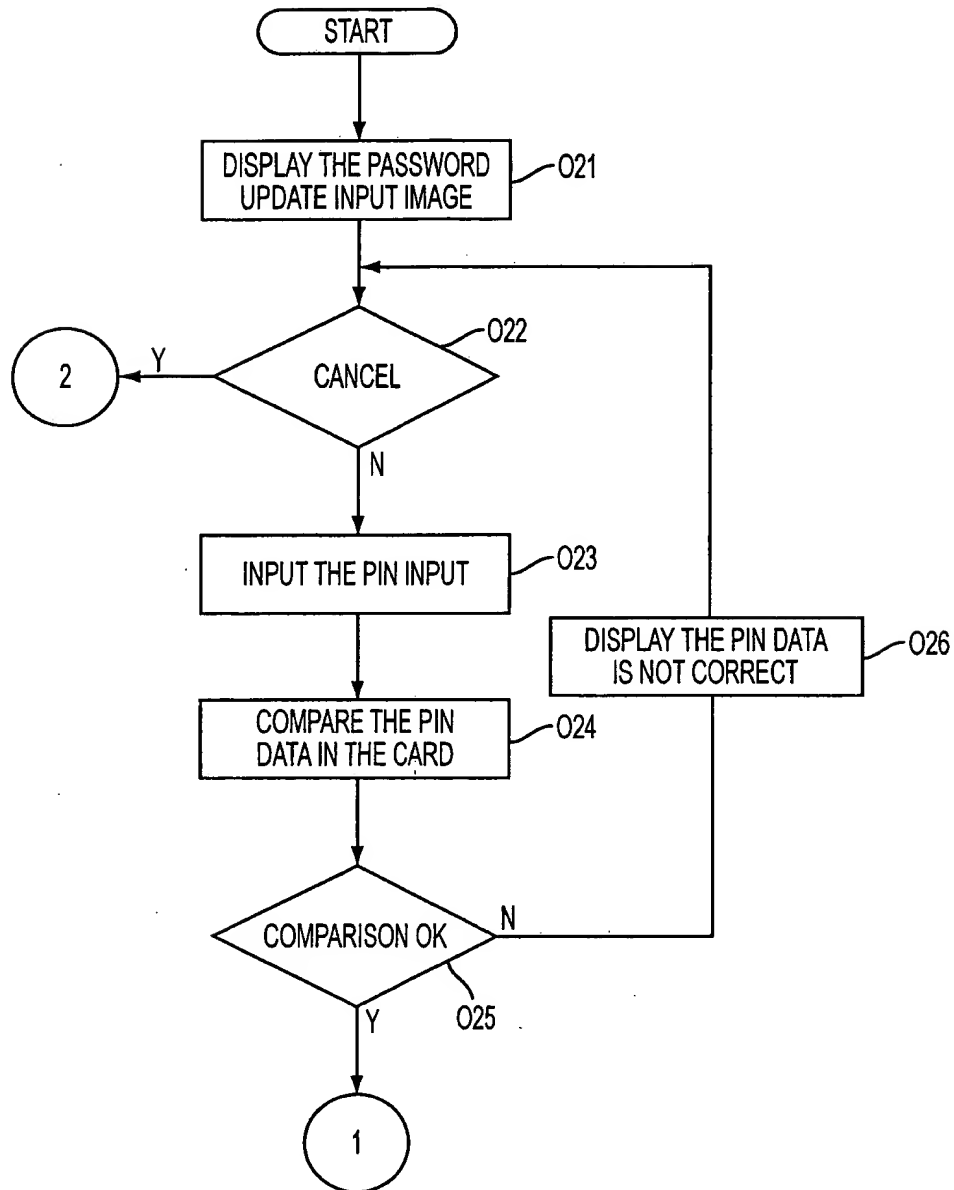 START
DISPLAY THE PASSWORD
UPDATE INPUT IMAGE
O21
O22
CANCEL
Y
2
N
INPUT THE PIN INPUT
O23
DISPLAY THE PIN DATA
IS NOT CORRECT
O26
COMPARE THE PIN
DATA IN THE CARD
O24
COMPARISON OK
N
O25
Y
1